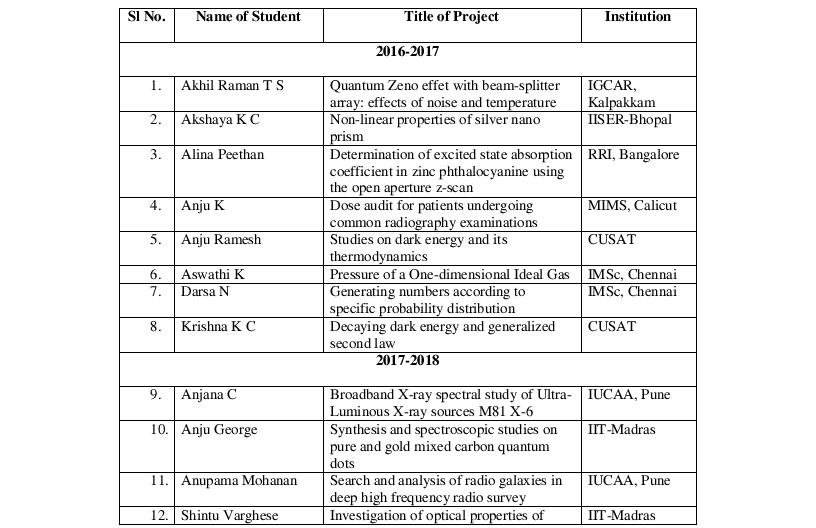 Sl No. Name of Student Title of Project Institution
2016-2017
1. Akhil Raman T S Quantum Zeno effet with beam-splitter IGCAR,
array: effects of noise and temperature Kalpakkam
2. Akshaya K C Non-linear properties of silver nano IISER-Bhopal
prism
3. Alina Peethan Determination of excited state absorption RRI, Bangalore
coefficient in zinc phthalocyanine using
the open aperture z-scan
4. Anju K Dose audit for patients undergoing MIMS, Calicut
common radiography examinations
5. Anju Ramesh Studies on dark energy and its CUSAT
thermodynamics
6. Aswathi K Pressure of a One-dimensional Ideal Gas IMSc, Chennai
7. Darsa N Generating numbers according to IMSc, Chennai
specific probability distribution
8. Krishna K C Decaying dark energy and generalized CUSAT
second law
2017-2018
9. Anjana C Broadband X-ray spectral study of Ultra- IUCAA, Pune
Luminous X-ray sources M81 X-6
10. Anju George Synthesis and spectroscopic studies on IIT-Madras
pure and gold mixed carbon quantum
dots
11. Anupama Mohanan Search and analysis of radio galaxies in IUCAA, Pune
deep high frequency radio survey
12. Shintu Varghese Investigation of optical properties of IIT-Madras